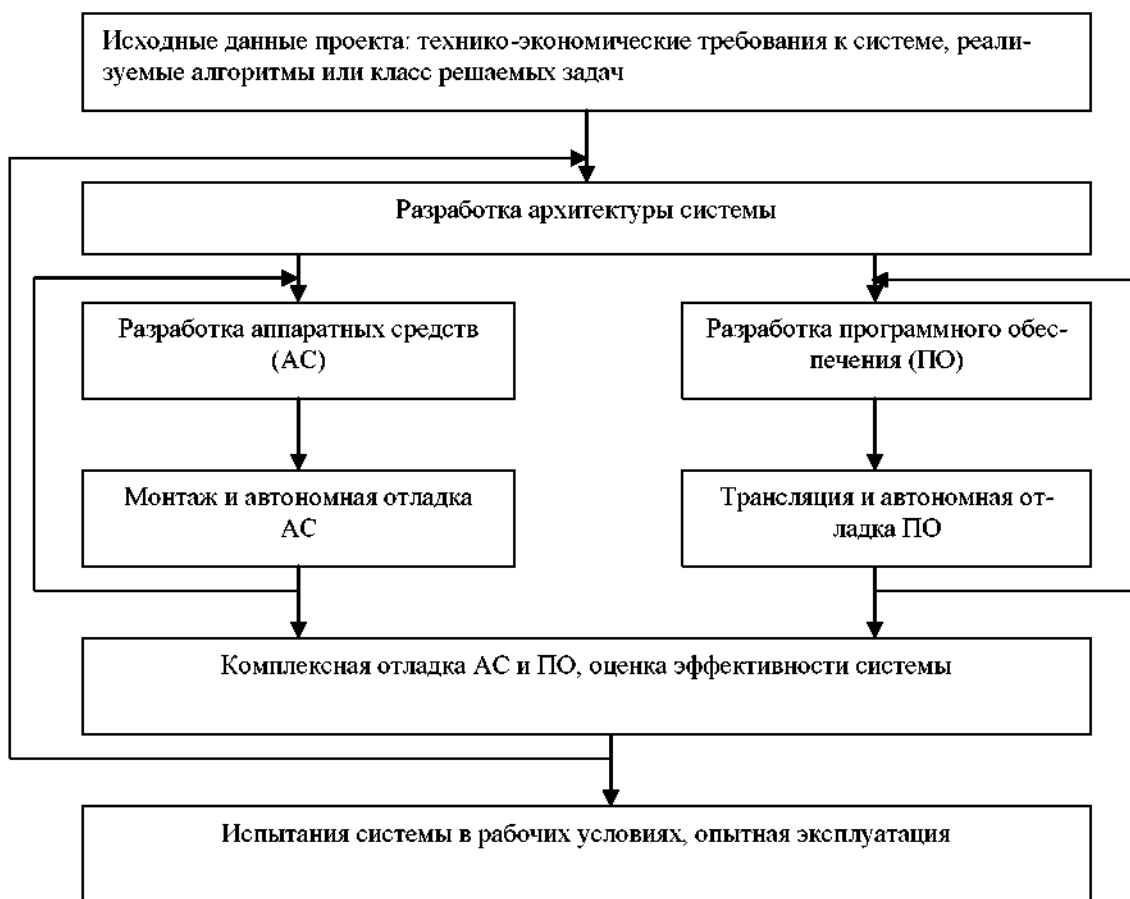 Исходные данные проекта: технико-экономические требования к системе, реали-
зуемые алгоритмы или класс решаемых задач
Разработка архитектуры системы
Разработка аппаратных средств
(АС)
Разработка программного обес-
печения (ПО)
Монтаж и автономная отладка
АС
Трансляция и автономная от-
ладка ПО
Комплексная отладка АС и ПО, оценка эффективности системы
Испытания системы в рабочих условиях, опытная эксплуатация